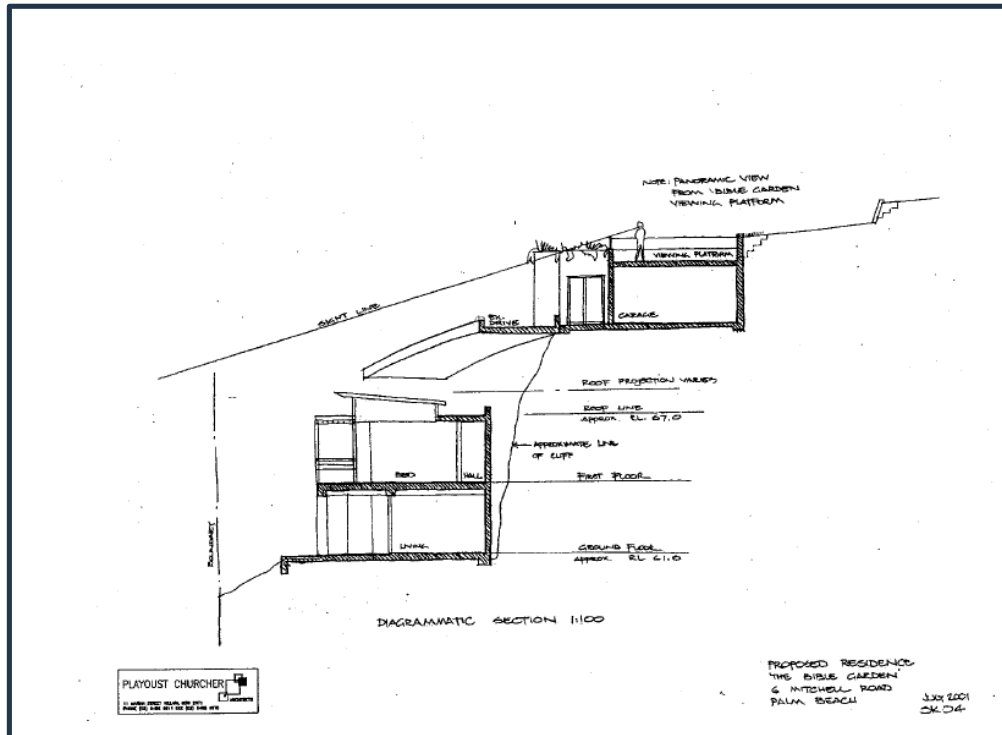 NOTE: PANORAMIC VIEW
FROM 'BIBLE GARDEN
VIEWING PLATFORM
VIEWING PLATFORM
SIGHT LINE
EX.
DRIVE
GARAGE
ROOF PROJECTION VARIES
ROOF LINE
APPROX. RL. 67.0
APPROXIMATE LINE
OF CLIFF
BED
HALL
FIRST FLOOR
BOUNDARY
LIVING
GROUND FLOOR
APPROX. RL 61.0
DIAGRAMMATIC SECTION 1:100
PLAYOUST CHURCHER
ARCHITECTS
PROPOSED RESIDENCE
'THE BIBLE GARDEN'
6 MITCHELL ROAD
PALM BEACH
JULY 2001
SK04